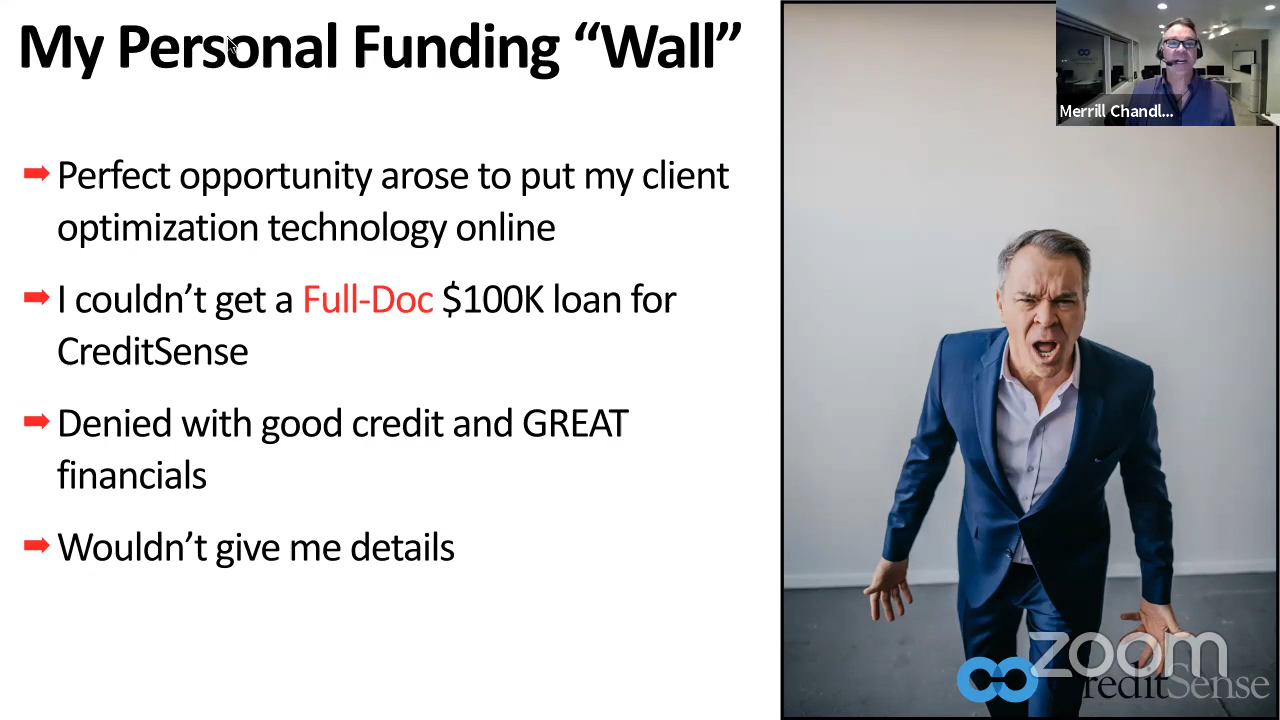 My Personal Funding “Wall”
Merrill Chandl...
Perfect opportunity arose to put my client
optimization technology online
I couldn’t get a Full-Doc $100K loan for
CreditSense
Denied with good credit and GREAT
financials
Wouldn’t give me details
zoom
reditSense